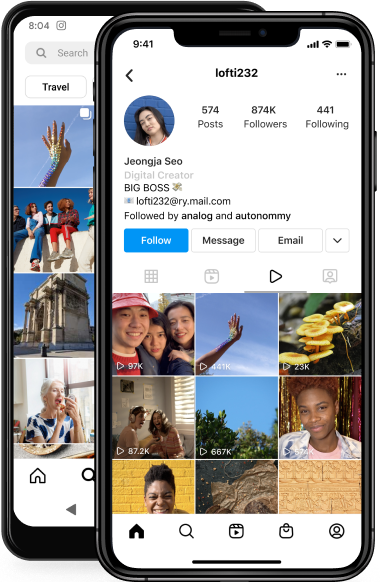 8:04
Search
Travel
9:41
lofti232
574
Posts
874K
Followers
441
Following
Jeongja Seo
Digital Creator
BIG BOSS 💸
📧 lofti232@ry.mail.com
Followed by analog and autonommy
Follow
Message
Email
97K
441K
23K
87.2K
667K